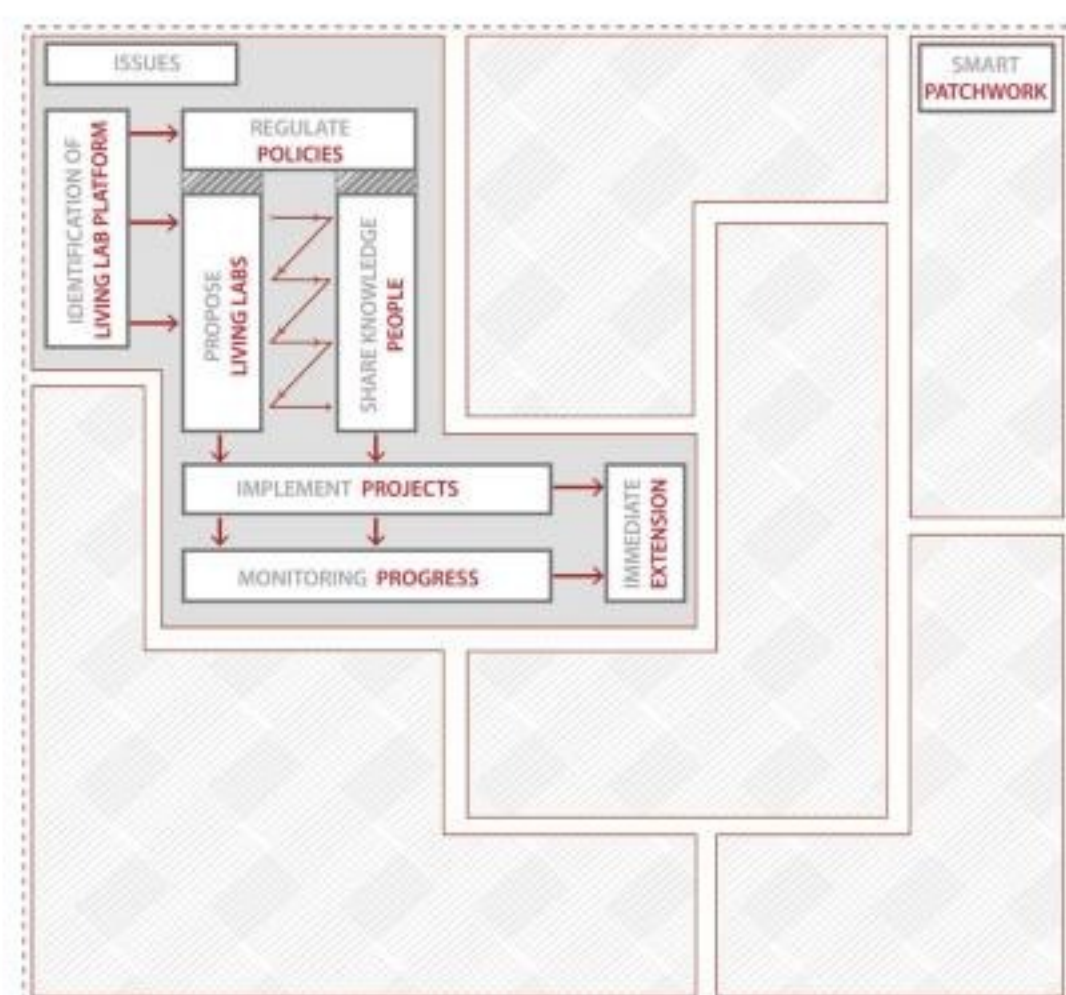 ISSUES
SMART
PATCHWORK
IDENTIFICATION OF
LIVING LAB PLATFORM
REGULATE
POLICIES
PROPOSE
LIVING LABS
SHARE KNOWLEDGE
PEOPLE
IMPLEMENT PROJECTS
MONITORING PROGRESS
IMMEDIATE
EXTENSION